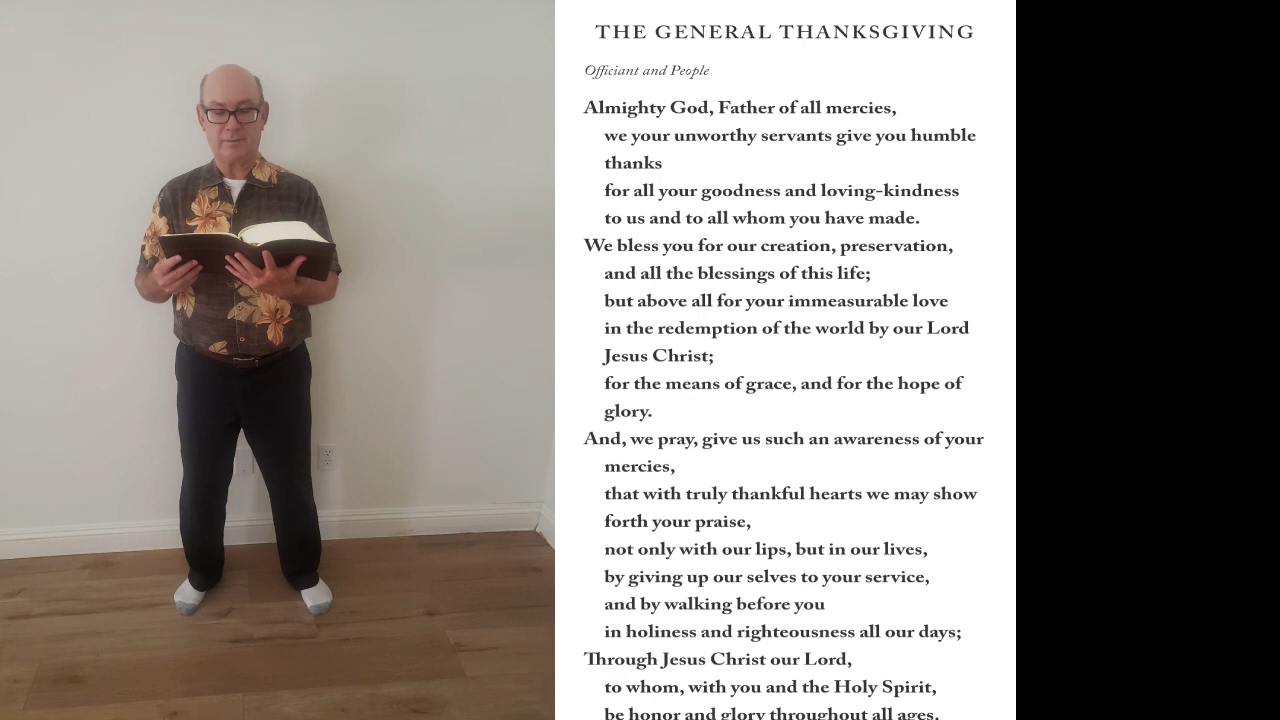 THE GENERAL THANKSGIVING
Officiant and People
Almighty God, Father of all mercies,
we your unworthy servants give you humble
thanks
for all your goodness and loving-kindness
to us and to all whom you have made.
We bless you for our creation, preservation,
and all the blessings of this life;
but above all for your immeasurable love
in the redemption of the world by our Lord
Jesus Christ;
for the means of grace, and for the hope of
glory.
And, we pray, give us such an awareness of your
mercies,
that with truly thankful hearts we may show
forth your praise,
not only with our lips, but in our lives,
by giving up our selves to your service,
and by walking before you
in holiness and righteousness all our days;
Through Jesus Christ our Lord,
to whom, with you and the Holy Spirit,
be honor and glory throughout all ages.